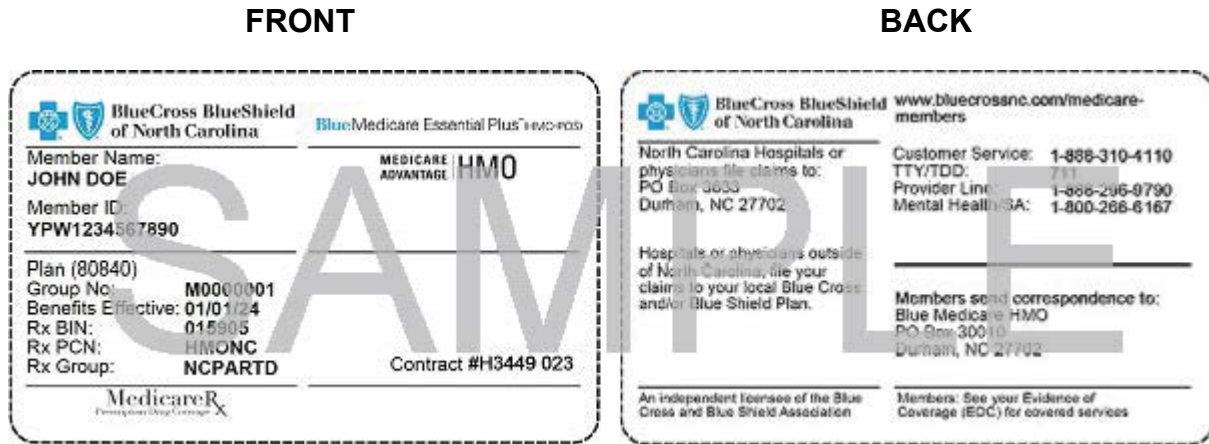 FRONT
BACK
BlueCross BlueShield
of North Carolina
BlueMedicare Essential Plus℠ HMO-POS
Member Name:
JOHN DOE
MEDICARE
ADVANTAGE HMO
Member ID:
YPW1234567890
Plan (80840)
Group No: M0000001
Benefits Effective: 01/01/24
Rx BIN: 015905
Rx PCN: HMONC
Rx Group: NCPARTD
Contract #H3449 023
MedicareRx
Prescription Drug Coverage
BlueCross BlueShield
of North Carolina
www.bluecrossnc.com/medicare-
members
North Carolina Hospitals or
physicians file claims to:
PO Box 3633
Durham, NC 27702
Customer Service: 1-888-310-4110
TTY/TDD: 711
Provider Line: 1-888-296-9790
Mental Health/SA: 1-800-266-6167
Hospitals or physicians outside
of North Carolina, file your
claims to your local Blue Cross
and/or Blue Shield Plan.
Members send correspondence to:
Blue Medicare HMO
PO Box 30010
Durham, NC 27702
An independent licensee of the Blue
Cross and Blue Shield Association
Members: See your Evidence of
Coverage (EOC) for covered services
SAMPLE